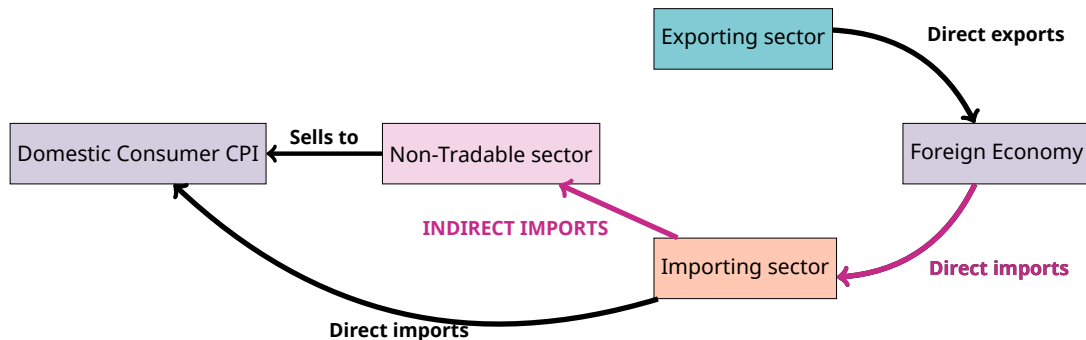 Exporting sector
Direct exports
Domestic Consumer CPI
Sells to
Non-Tradable sector
Foreign Economy
INDIRECT IMPORTS
Importing sector
Direct imports
Direct imports